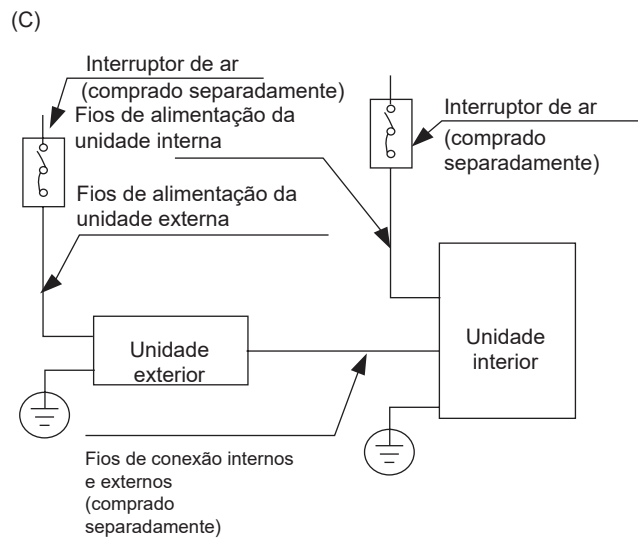 (C)
Interruptor de ar
(comprado separadamente)
Fios de alimentação da
unidade interna
Interruptor de ar
(comprado
separadamente)
Fios de alimentação da
unidade externa
Unidade
exterior
Unidade
interior
Fios de conexão internos
e externos
(comprado
separadamente)